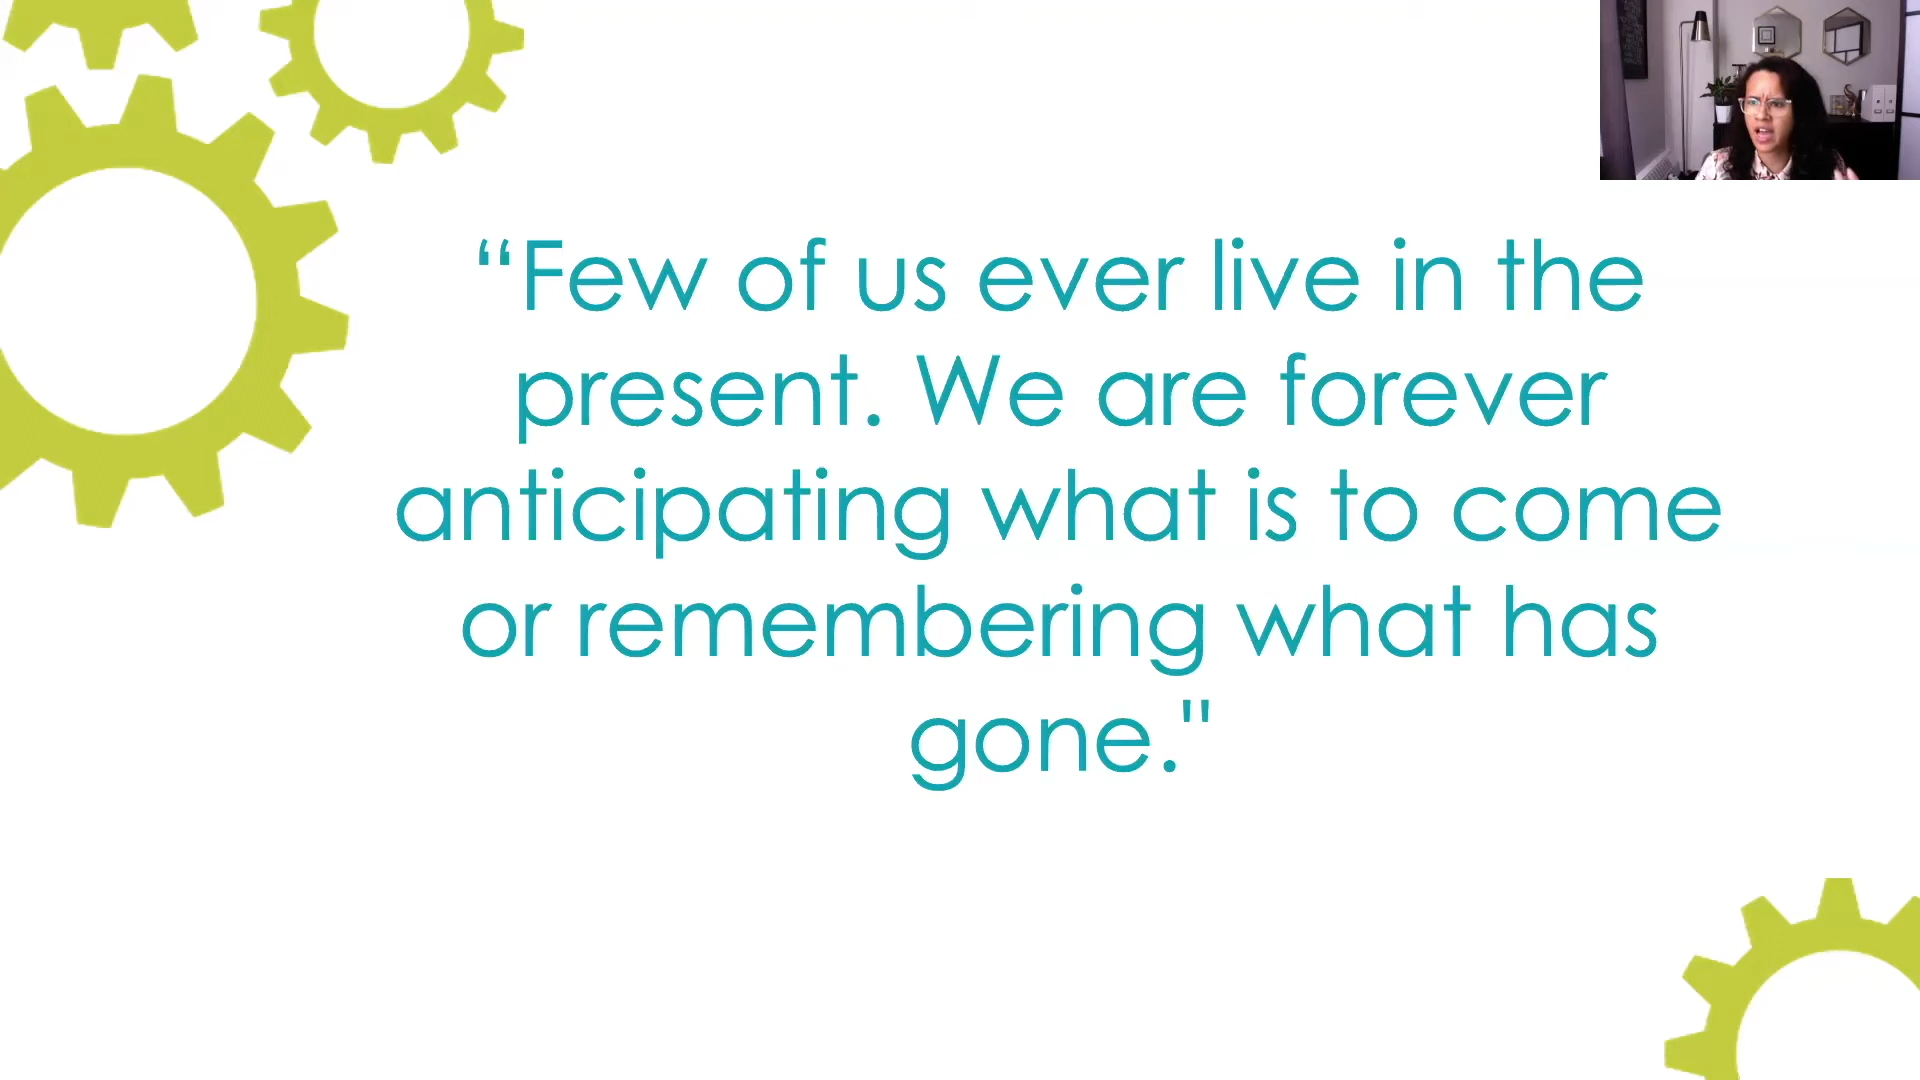 “Few of us ever live in the
present. We are forever
anticipating what is to come
or remembering what has
gone."